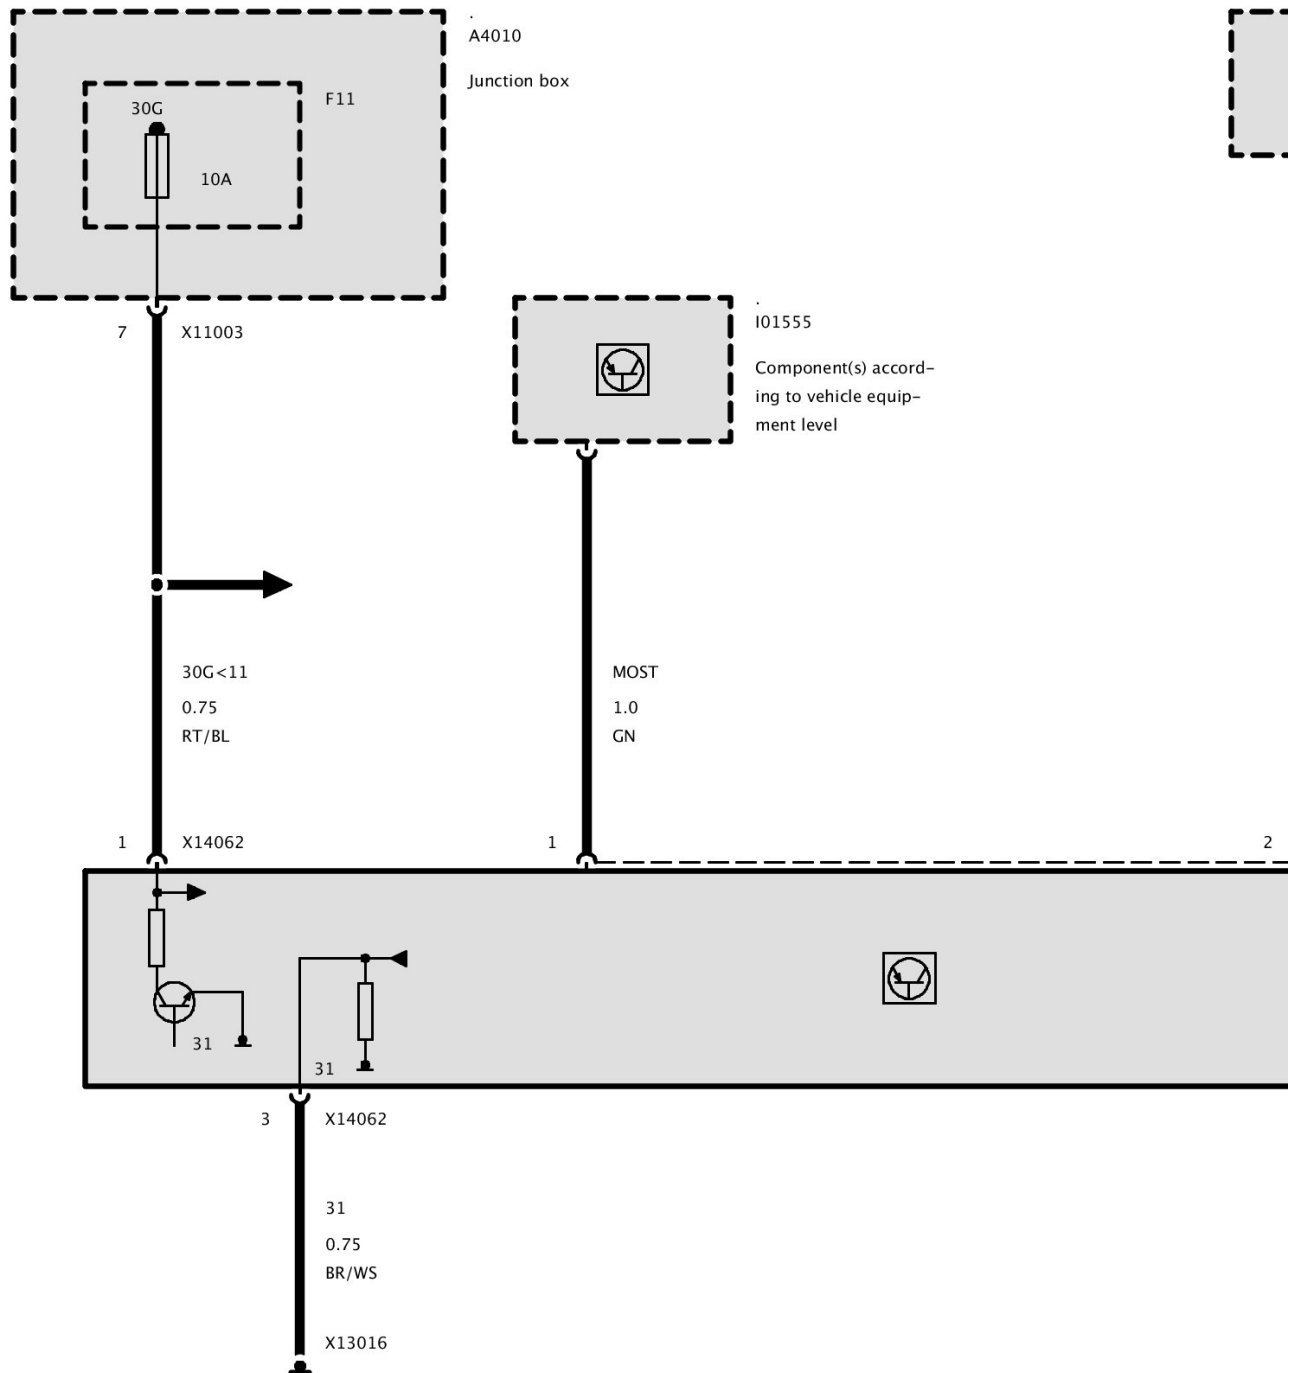 .
A4010
Junction box
F11
30G
10A
7
X11003
.
I01555
Component(s) accord-
ing to vehicle equip-
ment level
30G<11
0.75
RT/BL
MOST
1.0
GN
1
X14062
1
2
31
31
3
X14062
31
0.75
BR/WS
X13016